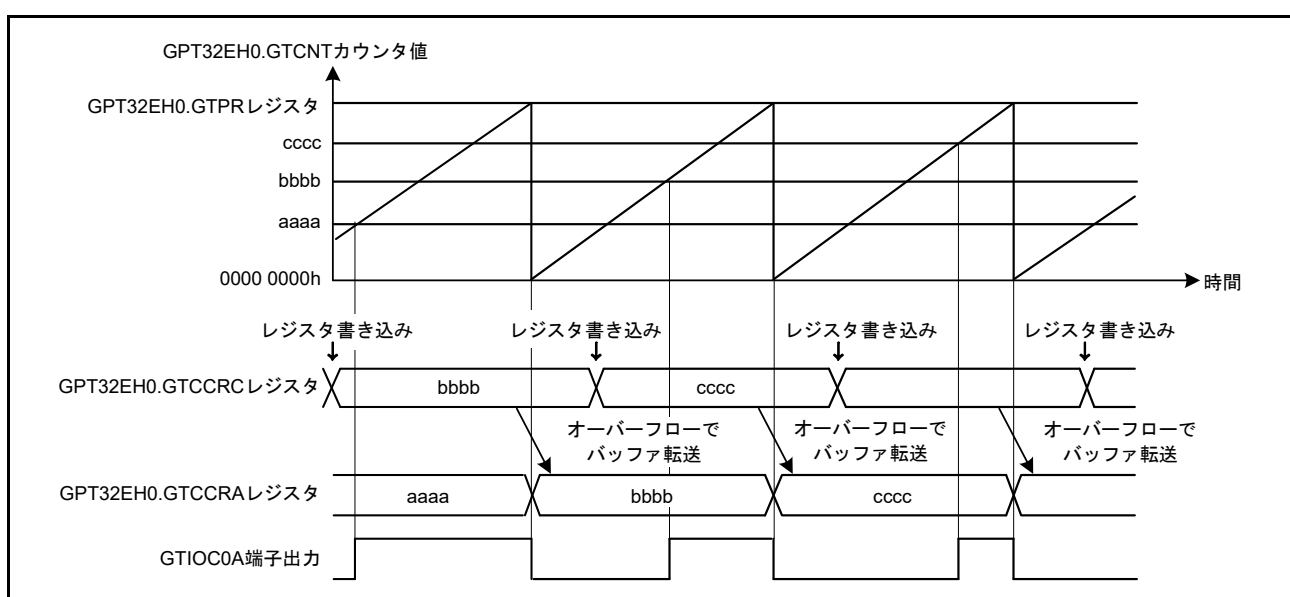 GPT32EH0.GTCNTカウンタ値
GPT32EH0.GTPRレジスタ
cccc
bbbb
aaaa
0000 0000h
時間
レジスタ書き込み
レジスタ書き込み
レジスタ書き込み
レジスタ書き込み
GPT32EH0.GTCCRCレジスタ
bbbb
cccc
オーバーフローで
バッファ転送
オーバーフローで
バッファ転送
オーバーフローで
バッファ転送
GPT32EH0.GTCCRAレジスタ
aaaa
bbbb
cccc
GTIOC0A端子出力